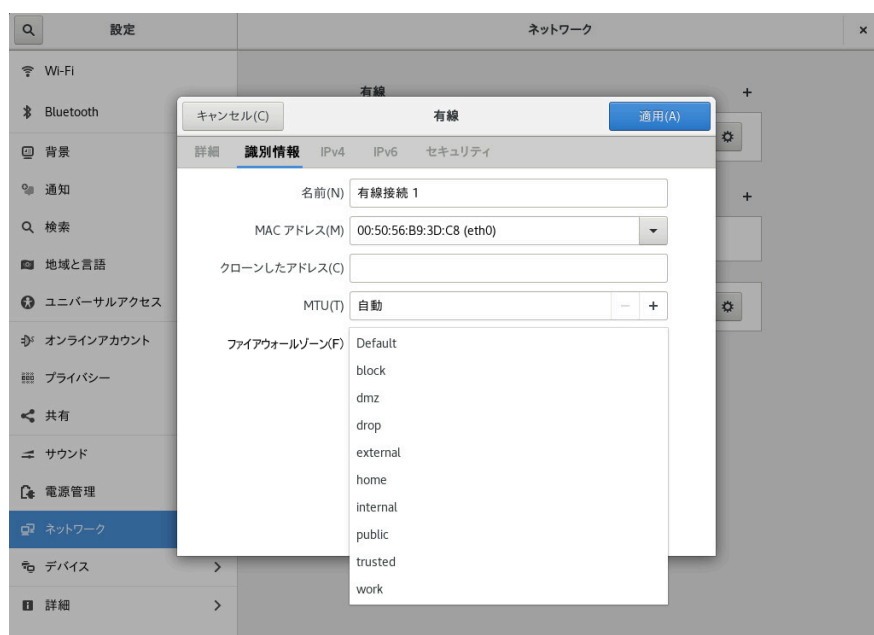 設定
ネットワーク
Wi-Fi
Bluetooth
背景
通知
検索
地域と言語
ユニバーサルアクセス
オンラインアカウント
プライバシー
共有
サウンド
電源管理
ネットワーク
デバイス
詳細
有線
キャンセル(C)
有線
適用(A)
詳細 識別情報 IPv4 IPv6 セキュリティ
名前(N) 有線接続 1
MAC アドレス(M) 00:50:56:B9:3D:C8 (eth0)
クローンしたアドレス(C)
MTU(T) 自動
ファイアウォールゾーン(F) Default
block
dmz
drop
external
home
internal
public
trusted
work